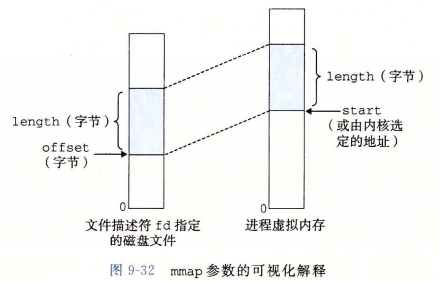 length（字节）
offset
（字节）
0
文件描述符 fd 指定
的磁盘文件
length（字节）
start
（或由内核选
定的地址）
0
进程虚拟内存
图 9-32 mmap 参数的可视化解释